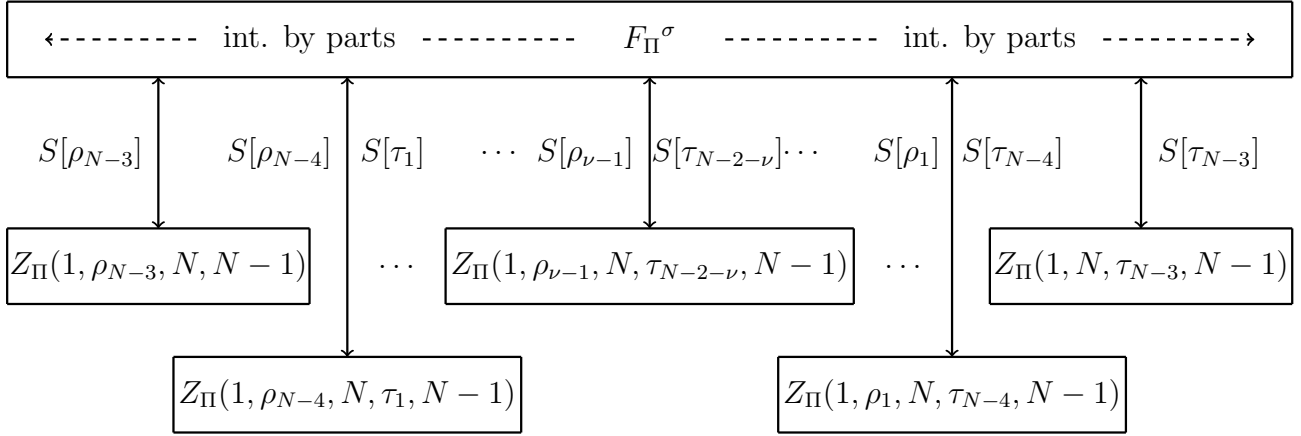 int. by parts F_Π^σ int. by parts
S[ρ_{N−3}] S[ρ_{N−4}] S[τ_1] ⋯ S[ρ_{ν−1}] S[τ_{N−2−ν}] ⋯ S[ρ_1] S[τ_{N−4}] S[τ_{N−3}]
Z_Π(1, ρ_{N−3}, N, N − 1) ⋯ Z_Π(1, ρ_{ν−1}, N, τ_{N−2−ν}, N − 1) ⋯ Z_Π(1, N, τ_{N−3}, N − 1)
Z_Π(1, ρ_{N−4}, N, τ_1, N − 1) Z_Π(1, ρ_1, N, τ_{N−4}, N − 1)